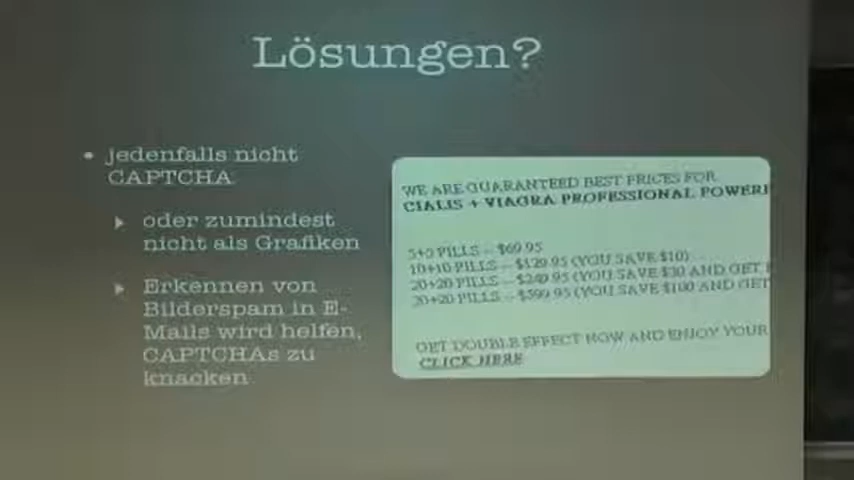 Lösungen?
jedenfalls nicht
CAPTCHA
oder zumindest
nicht als Grafiken
Erkennen von
Bilderspam in E-
Mails wird helfen,
CAPTCHAs zu
knacken
WE ARE GUARANTEED BEST PRICES FOR
CIALIS + VIAGRA PROFESSIONAL POWER
5+5 PILLS - $69.95
10+10 PILLS - $129.95 (YOU SAVE $10)
20+20 PILLS - $249.95 (YOU SAVE $30 AND GET
20+20 PILLS - $399.95 (YOU SAVE $100 AND GET
GET DOUBLE EFFECT NOW AND ENJOY YOUR
CLICK HERE